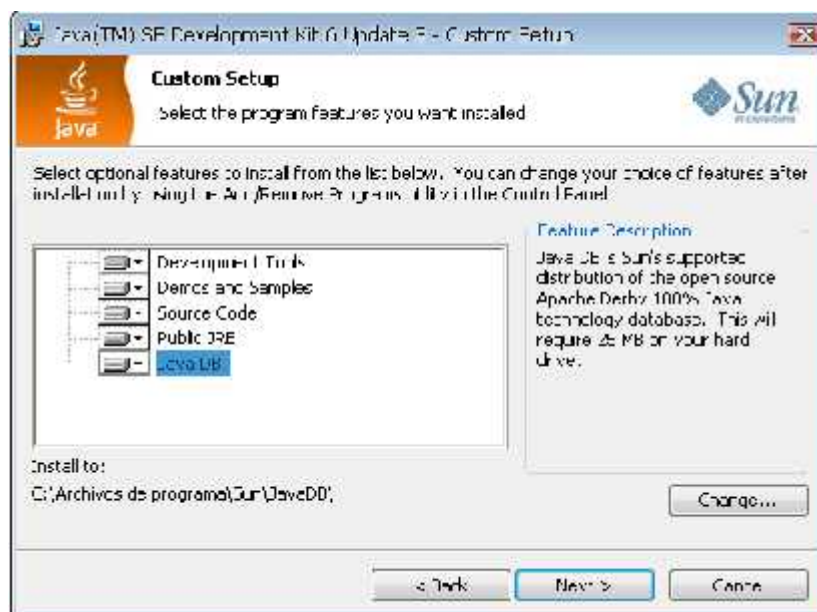 Java(TM) SE Development Kit 6 Update - Custom Setup
Java
Custom Setup
Select the program features you want installed
Sun
Select optional features to install from the list below. You can change your choice of features after
installation by using the Add/Remove Programs utility in the Control Panel
Development Tools
Demos and Samples
Source Code
Public JRE
Java DB
Feature Description
Java DB is Sun's supported
distribution of the open source
Apache Derby 100% Java
technology database. This will
require 25 MB on your hard
drive.
Install to:
C:\Archivos de programa\Sun\JavaDB\
Change...
< Back
Next >
Cancel